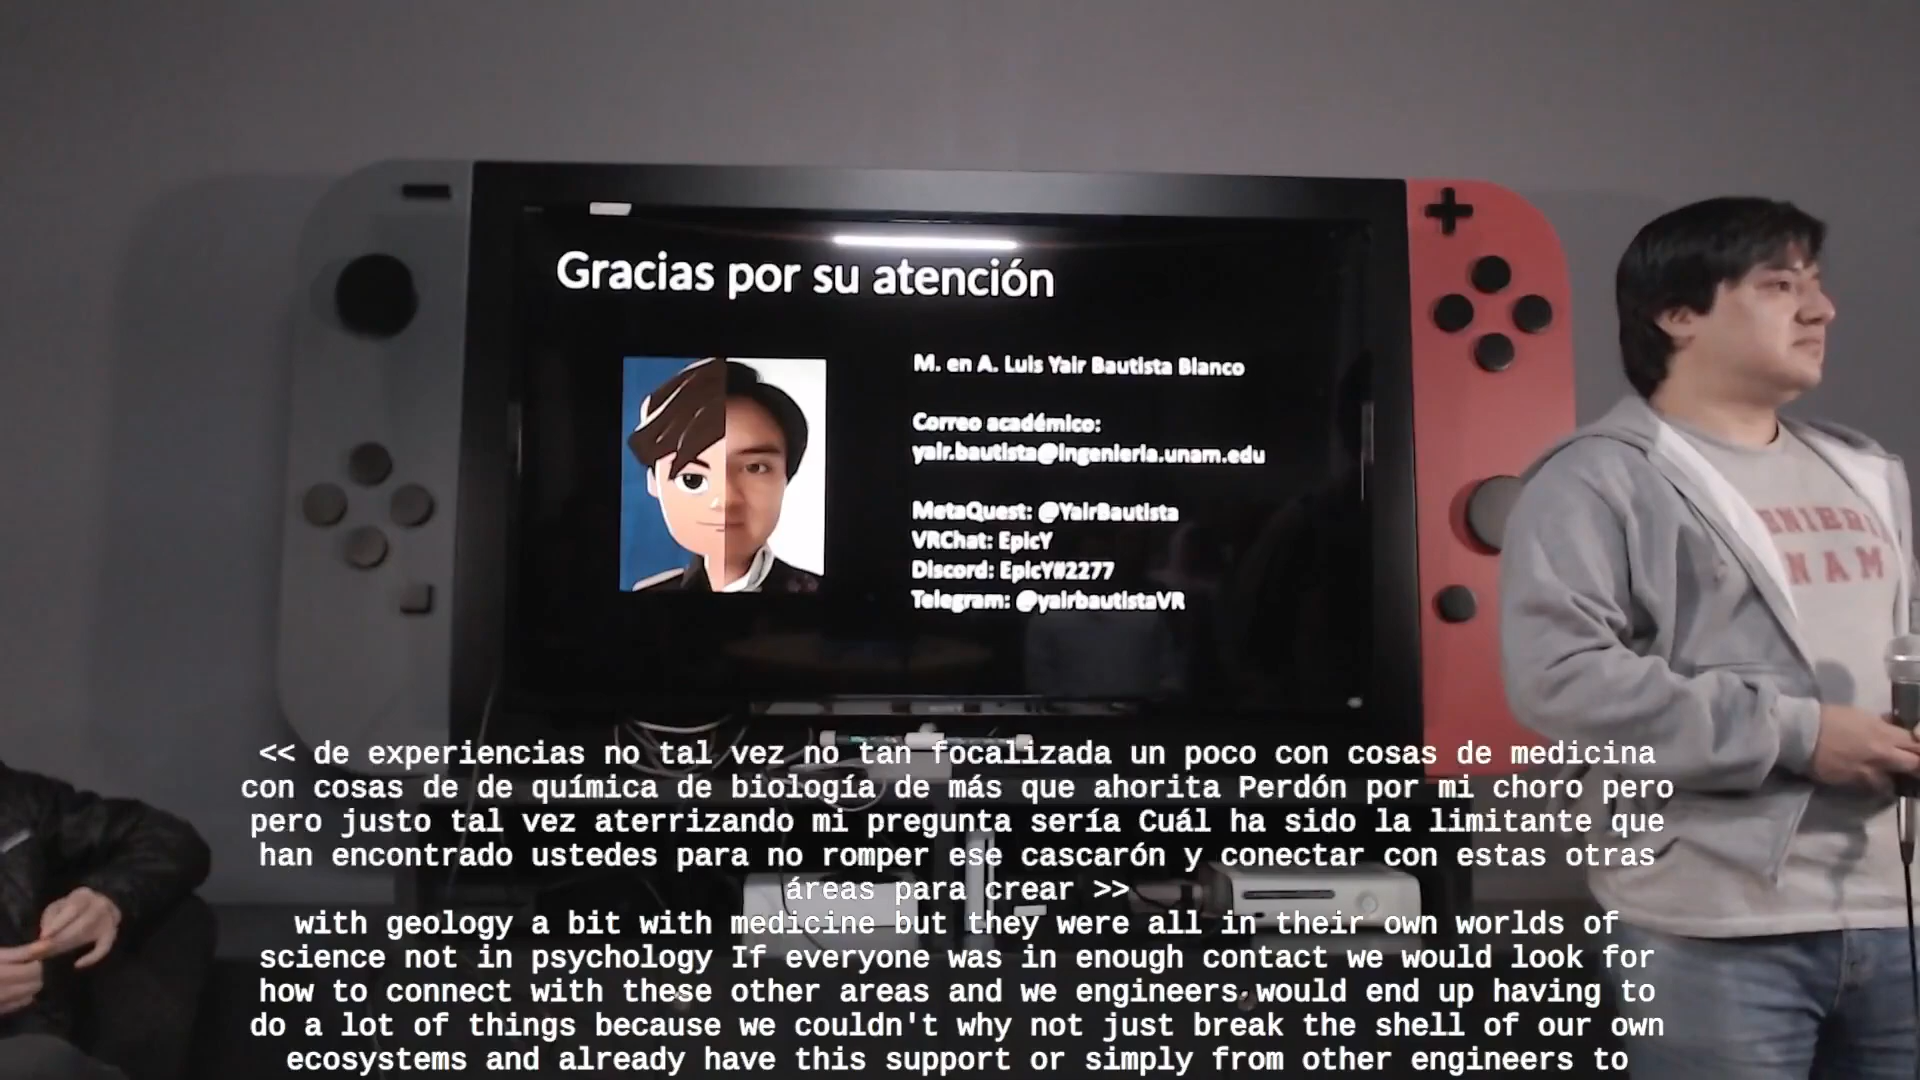 Gracias por su atención
M. en A. Luis Yair Bautista Blanco
Correo académico:
yair.bautista@ingenieria.unam.edu
MetaQuest: @YairBautista
VRChat: EpicY
Discord: EpicY#2277
Telegram: @yairbautistaVR
UNAM
<< de experiencias no tal vez no tan focalizada un poco con cosas de medicina
con cosas de de química de biología de más que ahorita Perdón por mi choro pero
pero justo tal vez aterrizando mi pregunta sería Cuál ha sido la limitante que
han encontrado ustedes para no romper ese cascarón y conectar con estas otras
áreas para crear >>
with geology a bit with medicine but they were all in their own worlds of
science not in psychology If everyone was in enough contact we would look for
how to connect with these other areas and we engineers would end up having to
do a lot of things because we couldn't why not just break the shell of our own
ecosystems and already have this support or simply from other engineers to